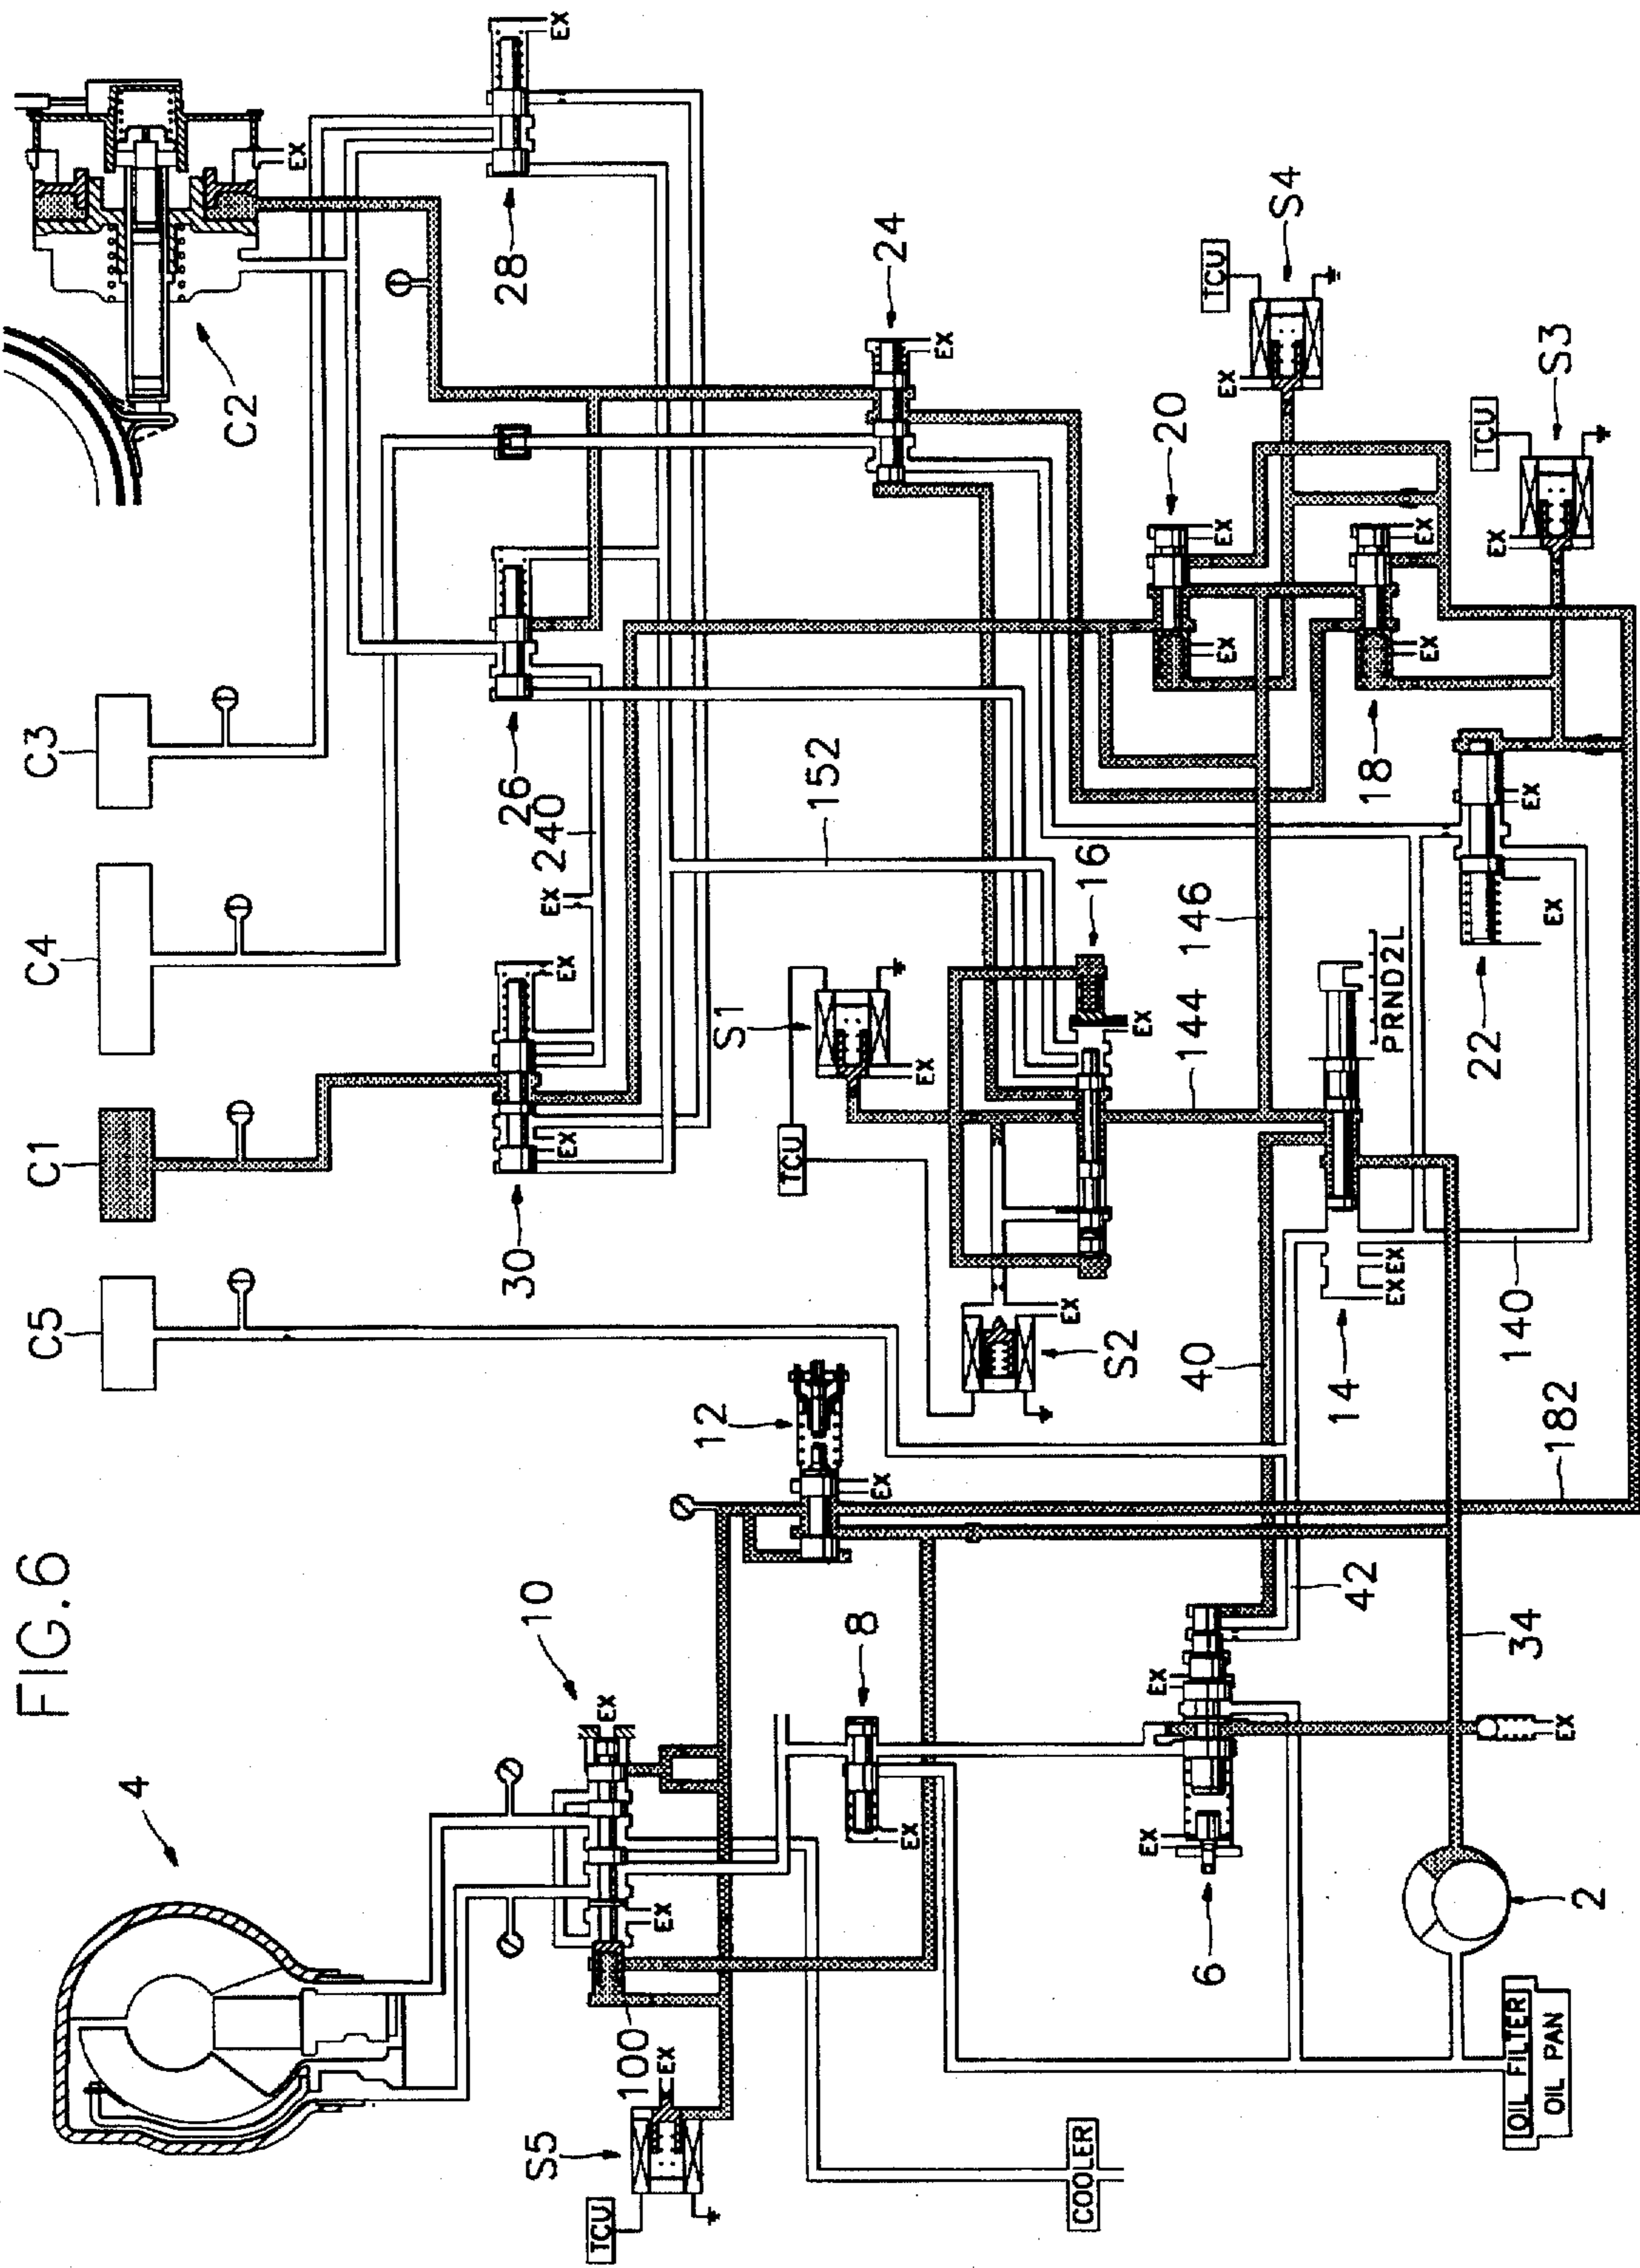 FIG.6
4
S5
TCU
100
EX
EX
EX
10
COOLER
OIL FILTER
OIL PAN
8
EX
6
EX
EX
2
EX
34
42
12
EX
182
C5
S2
EX
40
14
EX
EX
140
C1
30
EX
EX
TCU
S1
EX
C4
240
EX
152
16
EX
144
146
PRND2L
22
EX
EX
C3
26
18
EX
EX
20
EX
EX
S3
TCU
EX
S4
TCU
EX
24
EX
28
EX
C2
EX